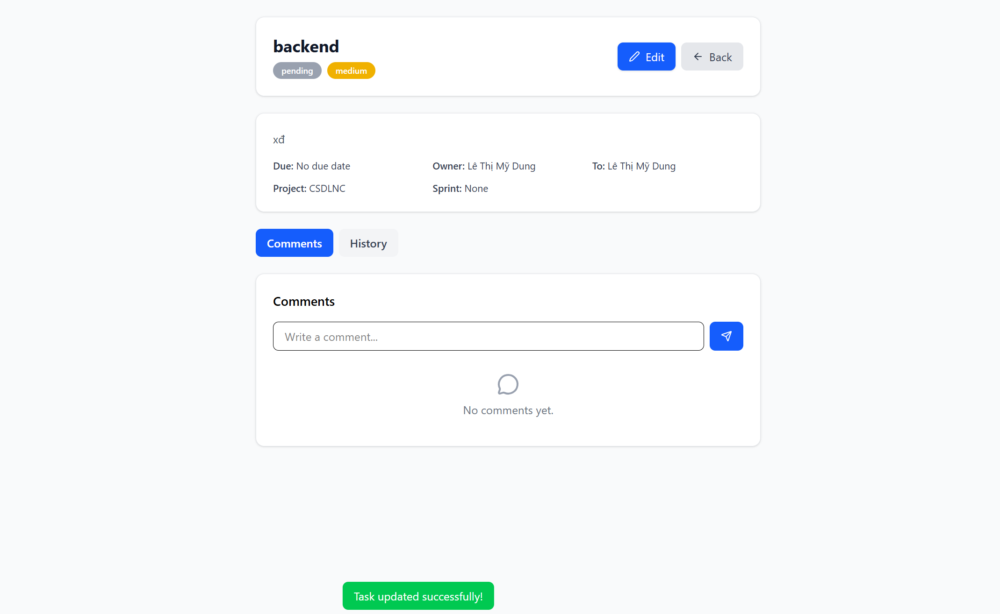 backend
pending medium
Edit
Back
xđ
Due: No due date Owner: Lê Thị Mỹ Dung To: Lê Thị Mỹ Dung
Project: CSDLNC Sprint: None
Comments History
Comments
Write a comment...
No comments yet.
Task updated successfully!